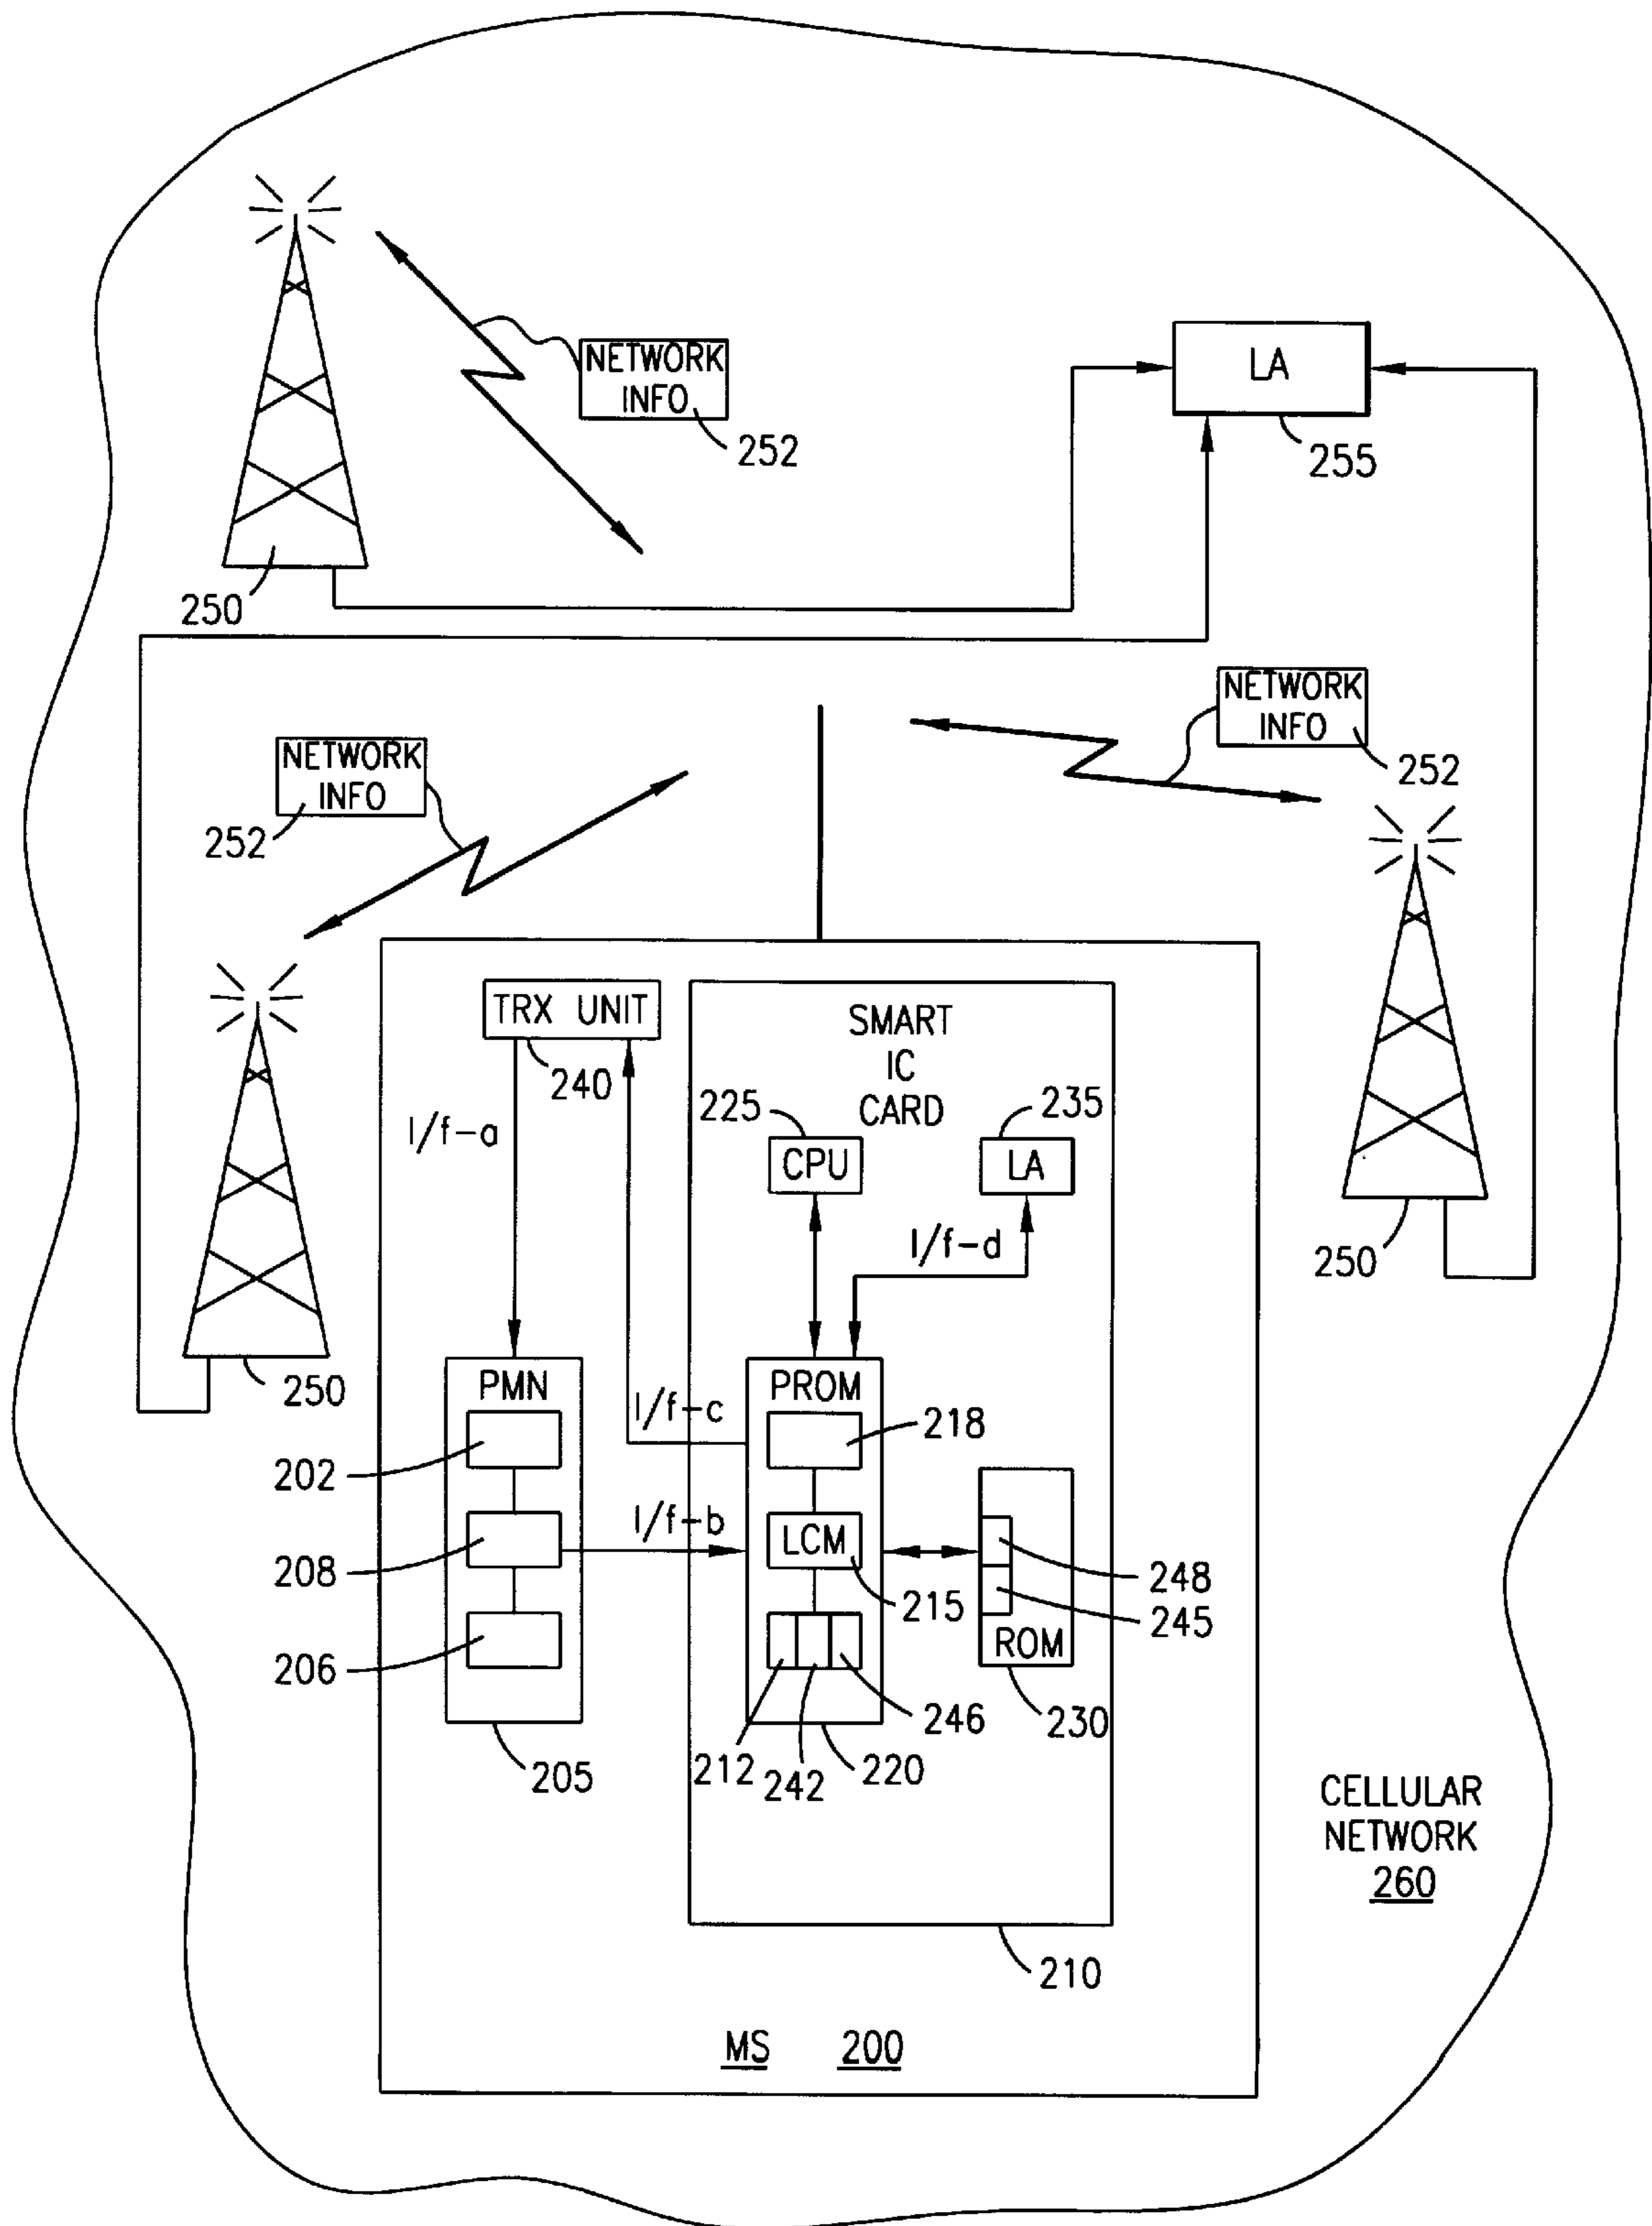 NETWORK
INFO
252
LA
255
250
NETWORK
INFO
252
NETWORK
INFO
252
TRX UNIT
240
SMART
IC
CARD
225
235
I/f-a
CPU
LA
I/f-d
250
250
PMN
PROM
I/f-c
218
202
I/f-b
LCM
208
248
215
245
ROM
206
246
230
212
242
220
205
CELLULAR
NETWORK
260
210
MS 200